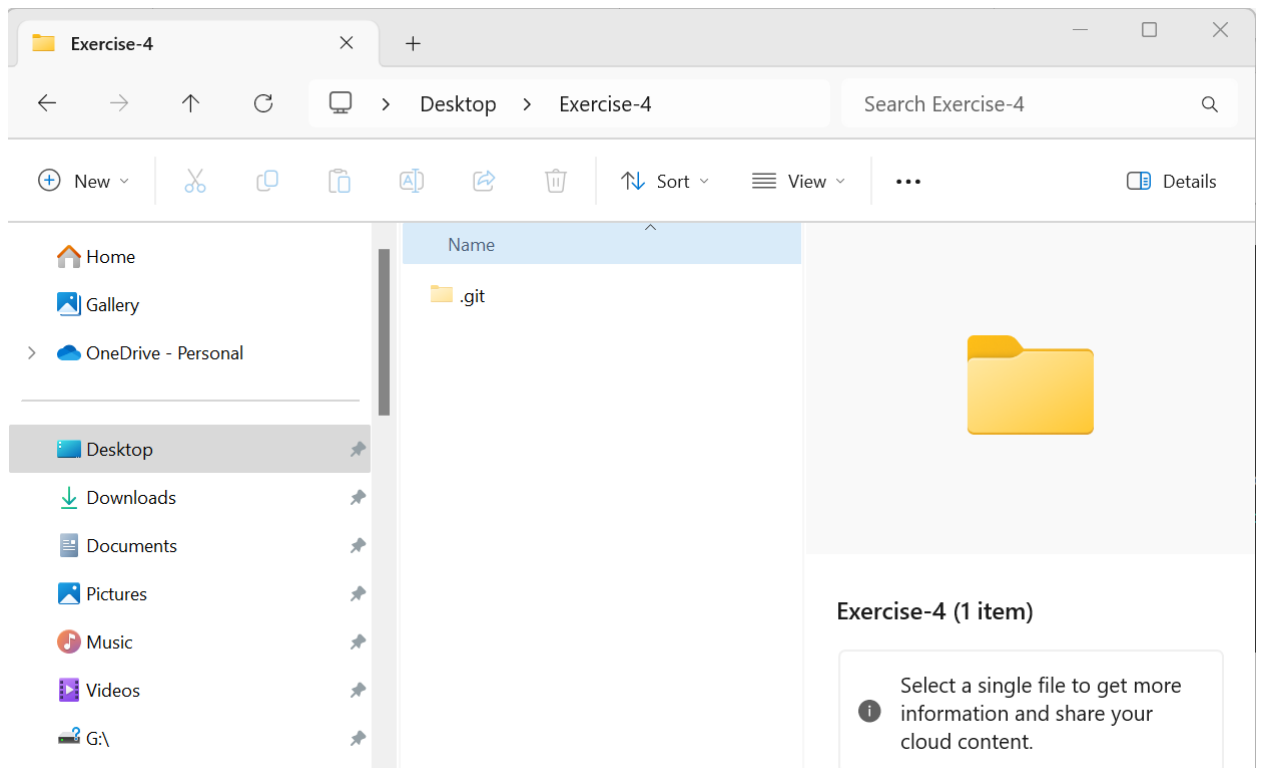 Exercise-4
Desktop > Exercise-4
Search Exercise-4
New
Sort
View
Details
Home
Gallery
OneDrive - Personal
Desktop
Downloads
Documents
Pictures
Music
Videos
G:\
Name
.git
Exercise-4 (1 item)
Select a single file to get more
information and share your
cloud content.